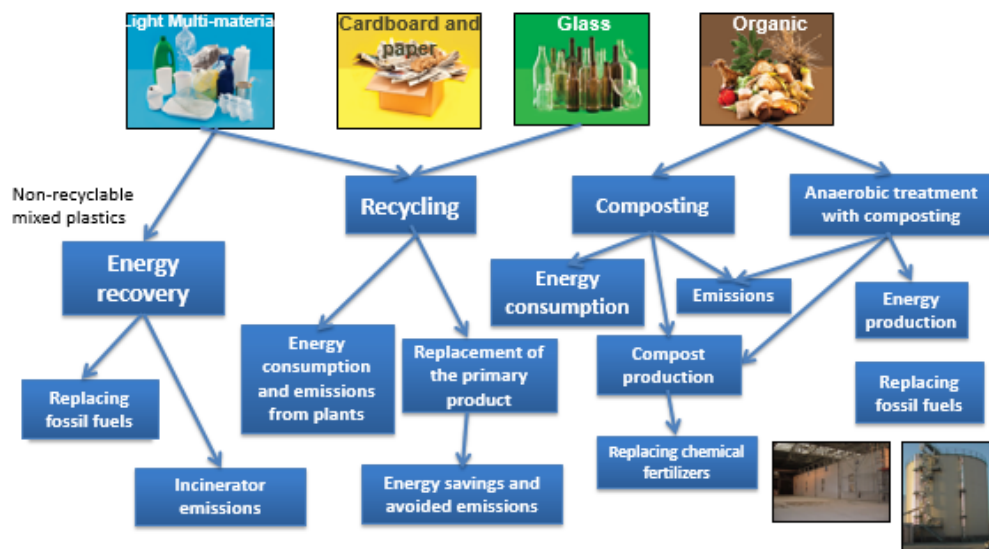 Light Multi-material
Cardboard and
paper
Glass
Organic
Non-recyclable
mixed plastics
Recycling
Composting
Anaerobic treatment
with composting
Energy
recovery
Energy
consumption
Emissions
Energy
production
Energy
consumption
and emissions
from plants
Replacement of
the primary
product
Compost
production
Replacing
fossil fuels
Replacing
fossil fuels
Replacing chemical
fertilizers
Incinerator
emissions
Energy savings and
avoided emissions